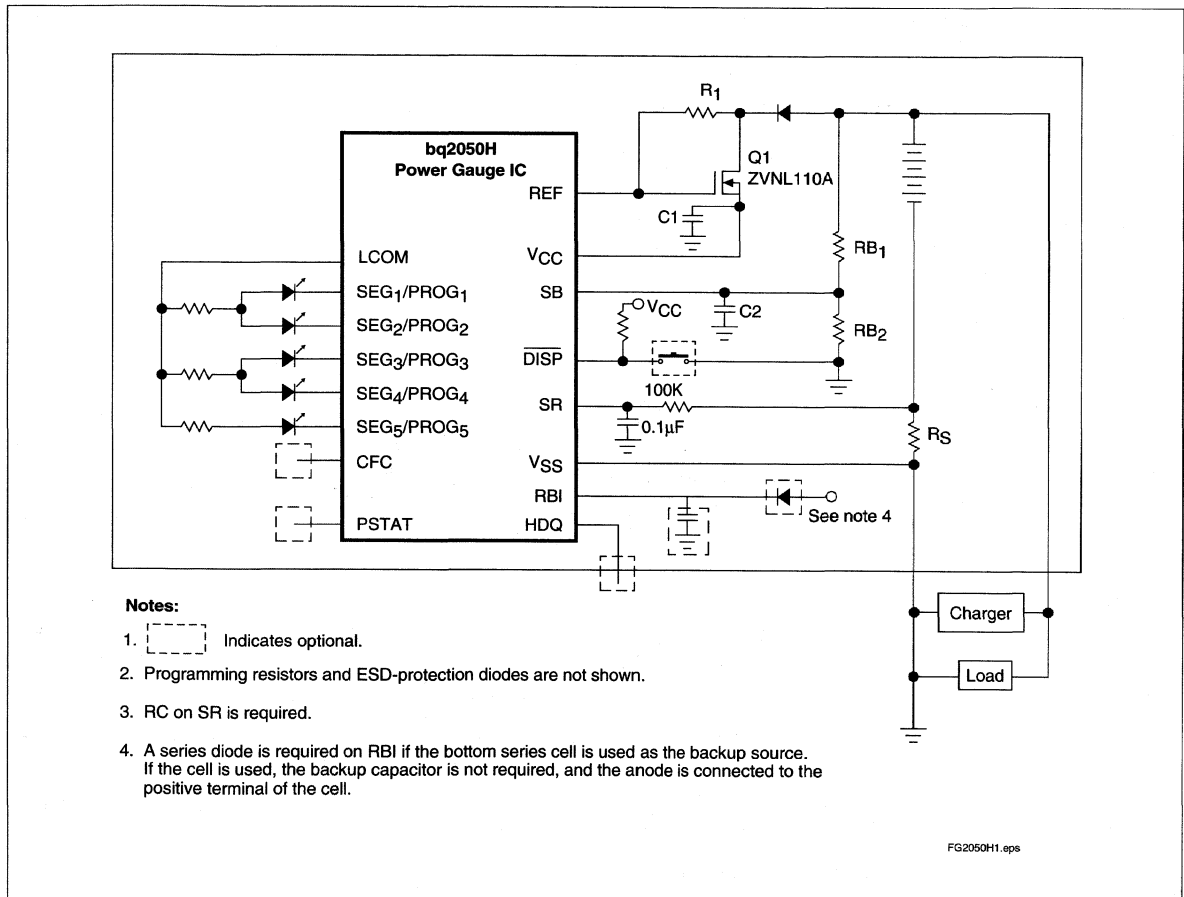 R1
bq2050H
Power Gauge IC
Q1
ZVNL110A
REF
C1
VCC
RB1
LCOM
SEG1/PROG1
SB
C2
VCC
SEG2/PROG2
RB2
SEG3/PROG3
DISP
SEG4/PROG4
100K
SR
SEG5/PROG5
0.1µF
RS
CFC
VSS
RBI
See note 4
PSTAT
HDQ
Notes:
Charger
1. Indicates optional.
Load
2. Programming resistors and ESD-protection diodes are not shown.
3. RC on SR is required.
4. A series diode is required on RBI if the bottom series cell is used as the backup source.
If the cell is used, the backup capacitor is not required, and the anode is connected to the
positive terminal of the cell.
FG2050H1.eps